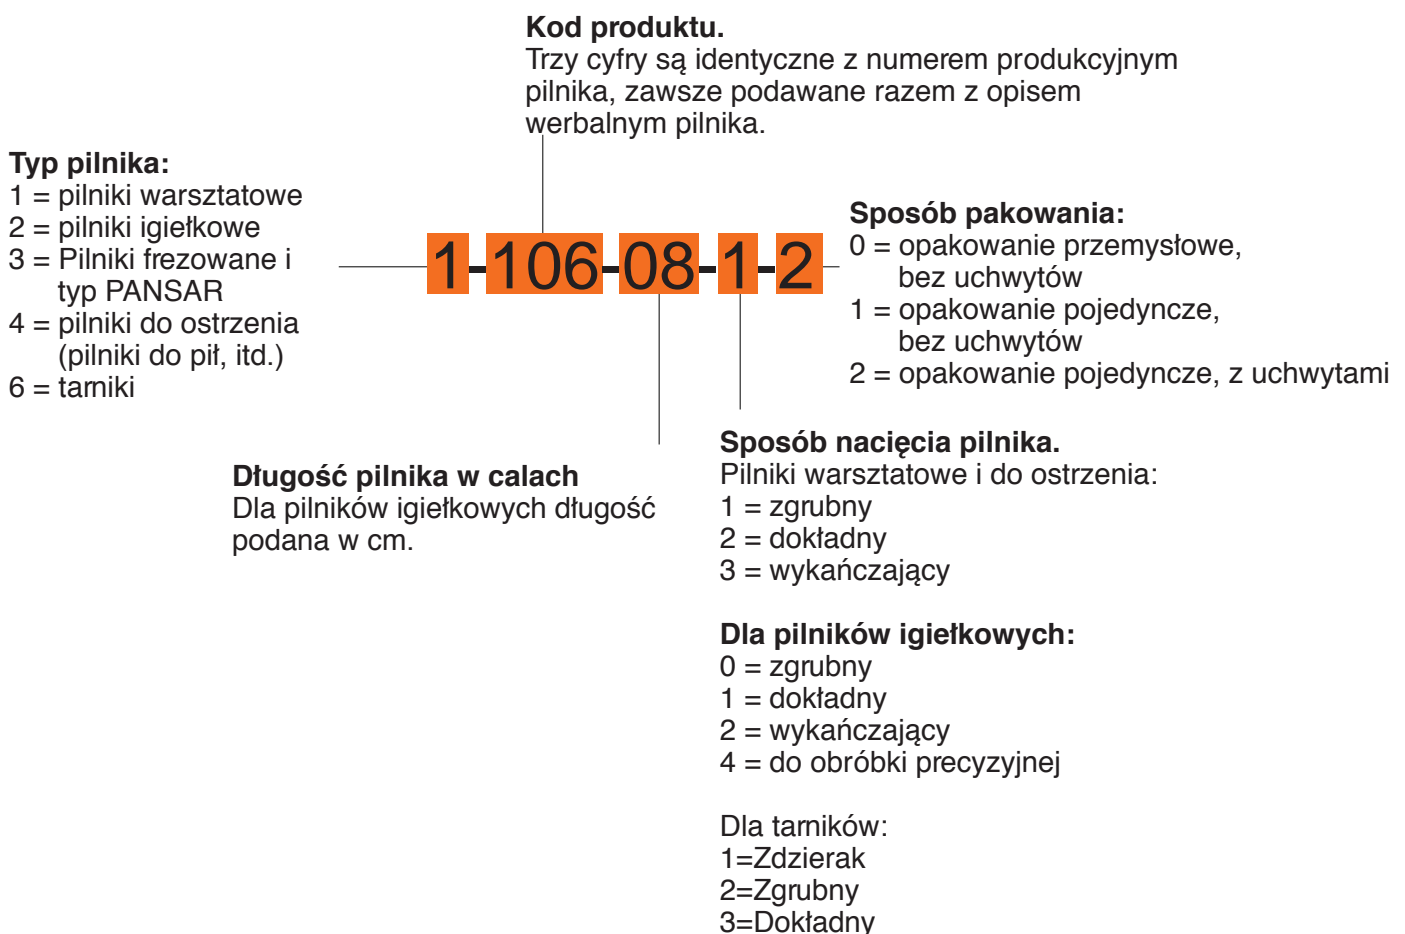 Kod produktu.
Trzy cyfry są identyczne z numerem produkcyjnym
pilnika, zawsze podawane razem z opisem
werbalnym pilnika.
Typ pilnika:
1 = pilniki warsztatowe
2 = pilniki igiełkowe
3 = Pilniki frezowane i
typ PANSAR
4 = pilniki do ostrzenia
(pilniki do pił, itd.)
6 = tarniki
1-106-08-1-2
Sposób pakowania:
0 = opakowanie przemysłowe,
bez uchwytów
1 = opakowanie pojedyncze,
bez uchwytów
2 = opakowanie pojedyncze, z uchwytami
Długość pilnika w calach
Dla pilników igiełkowych długość
podana w cm.
Sposób nacięcia pilnika.
Pilniki warsztatowe i do ostrzenia:
1 = zgrubny
2 = dokładny
3 = wykańczający
Dla pilników igiełkowych:
0 = zgrubny
1 = dokładny
2 = wykańczający
4 = do obróbki precyzyjnej
Dla tarników:
1=Zdzierak
2=Zgrubny
3=Dokładny